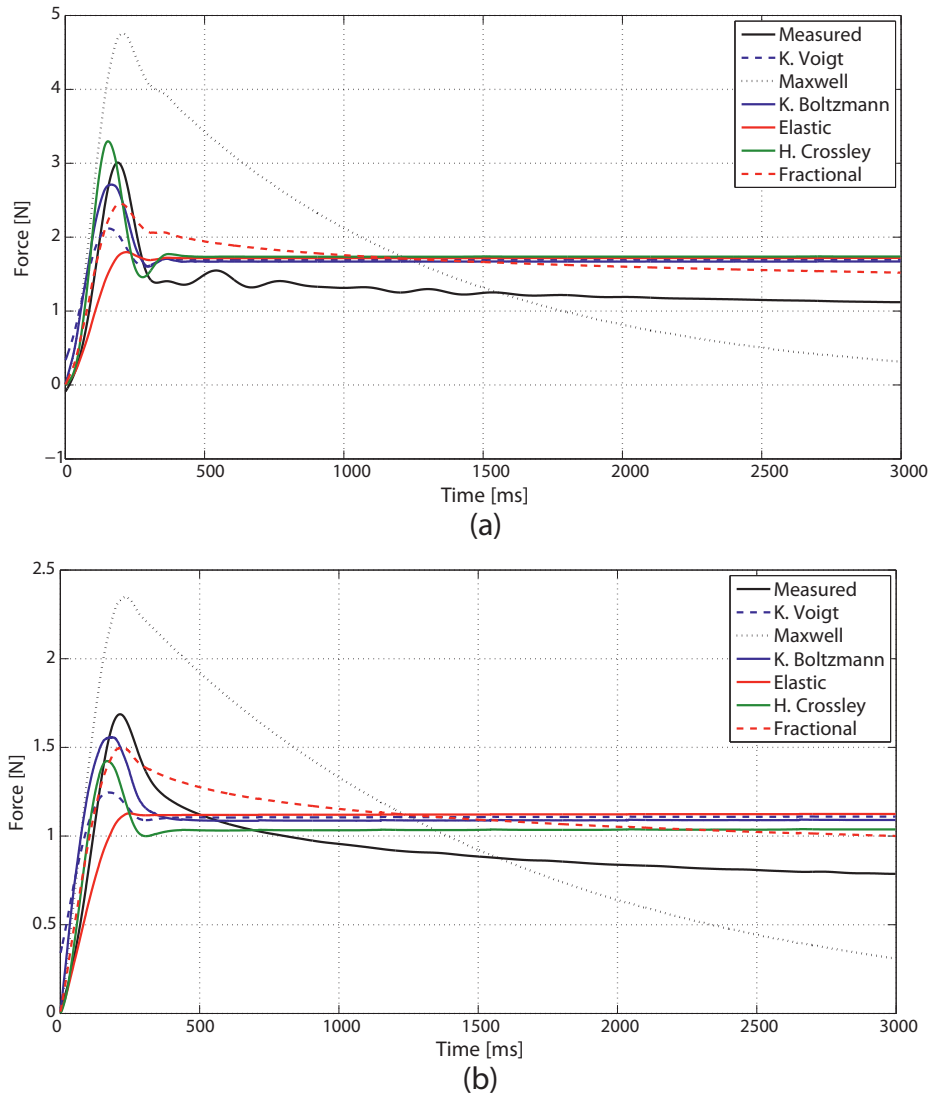 5
4
3
2
1
0
−1
Force [N]
Measured
K. Voigt
Maxwell
K. Boltzmann
Elastic
H. Crossley
Fractional
0 500 1000 1500 2000 2500 3000
Time [ms]
(a)
2.5
2
1.5
1
0.5
0
Force [N]
Measured
K. Voigt
Maxwell
K. Boltzmann
Elastic
H. Crossley
Fractional
0 500 1000 1500 2000 2500 3000
Time [ms]
(b)